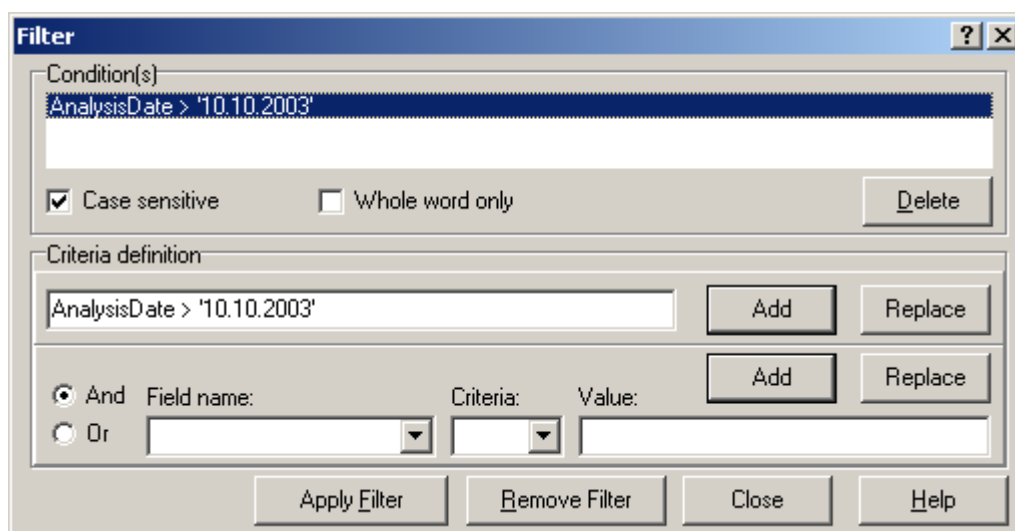 Filter
Condition(s)
AnalysisDate > '10.10.2003'
Case sensitive Whole word only Delete
Criteria definition
AnalysisDate > '10.10.2003' Add Replace
Add Replace
And Field name: Criteria: Value:
Or
Apply Filter Remove Filter Close Help